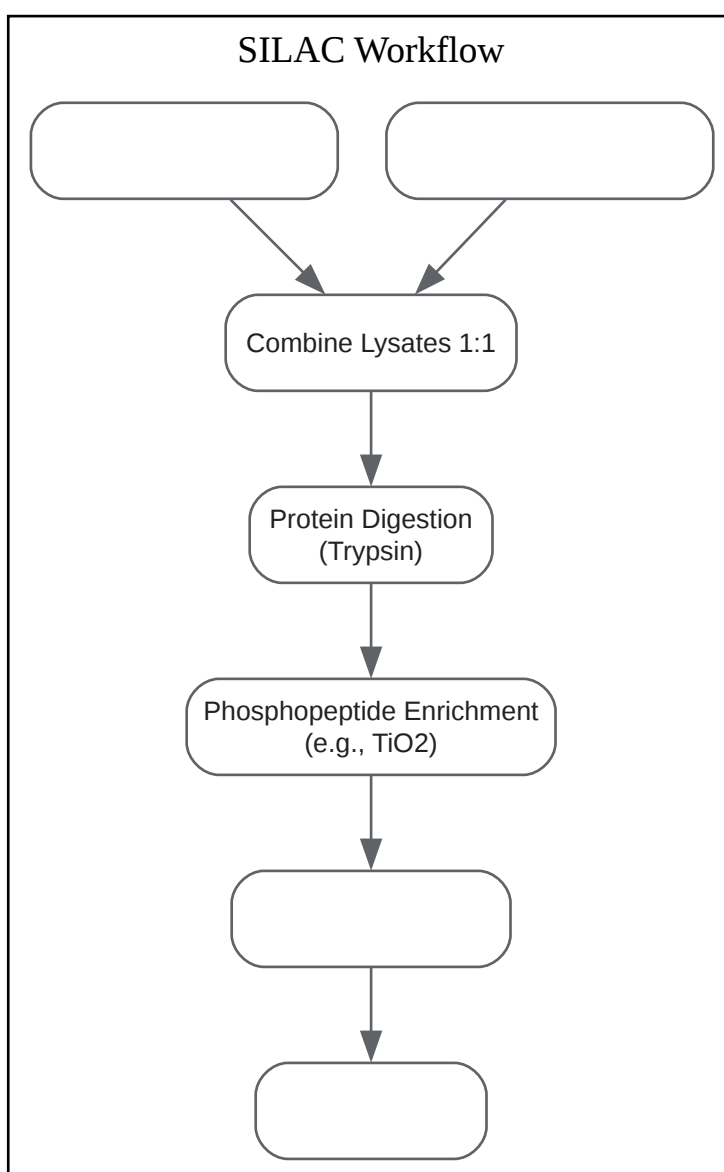 SILAC Workflow
Combine Lysates 1:1
Protein Digestion
(Trypsin)
Phosphopeptide Enrichment
(e.g., TiO2)